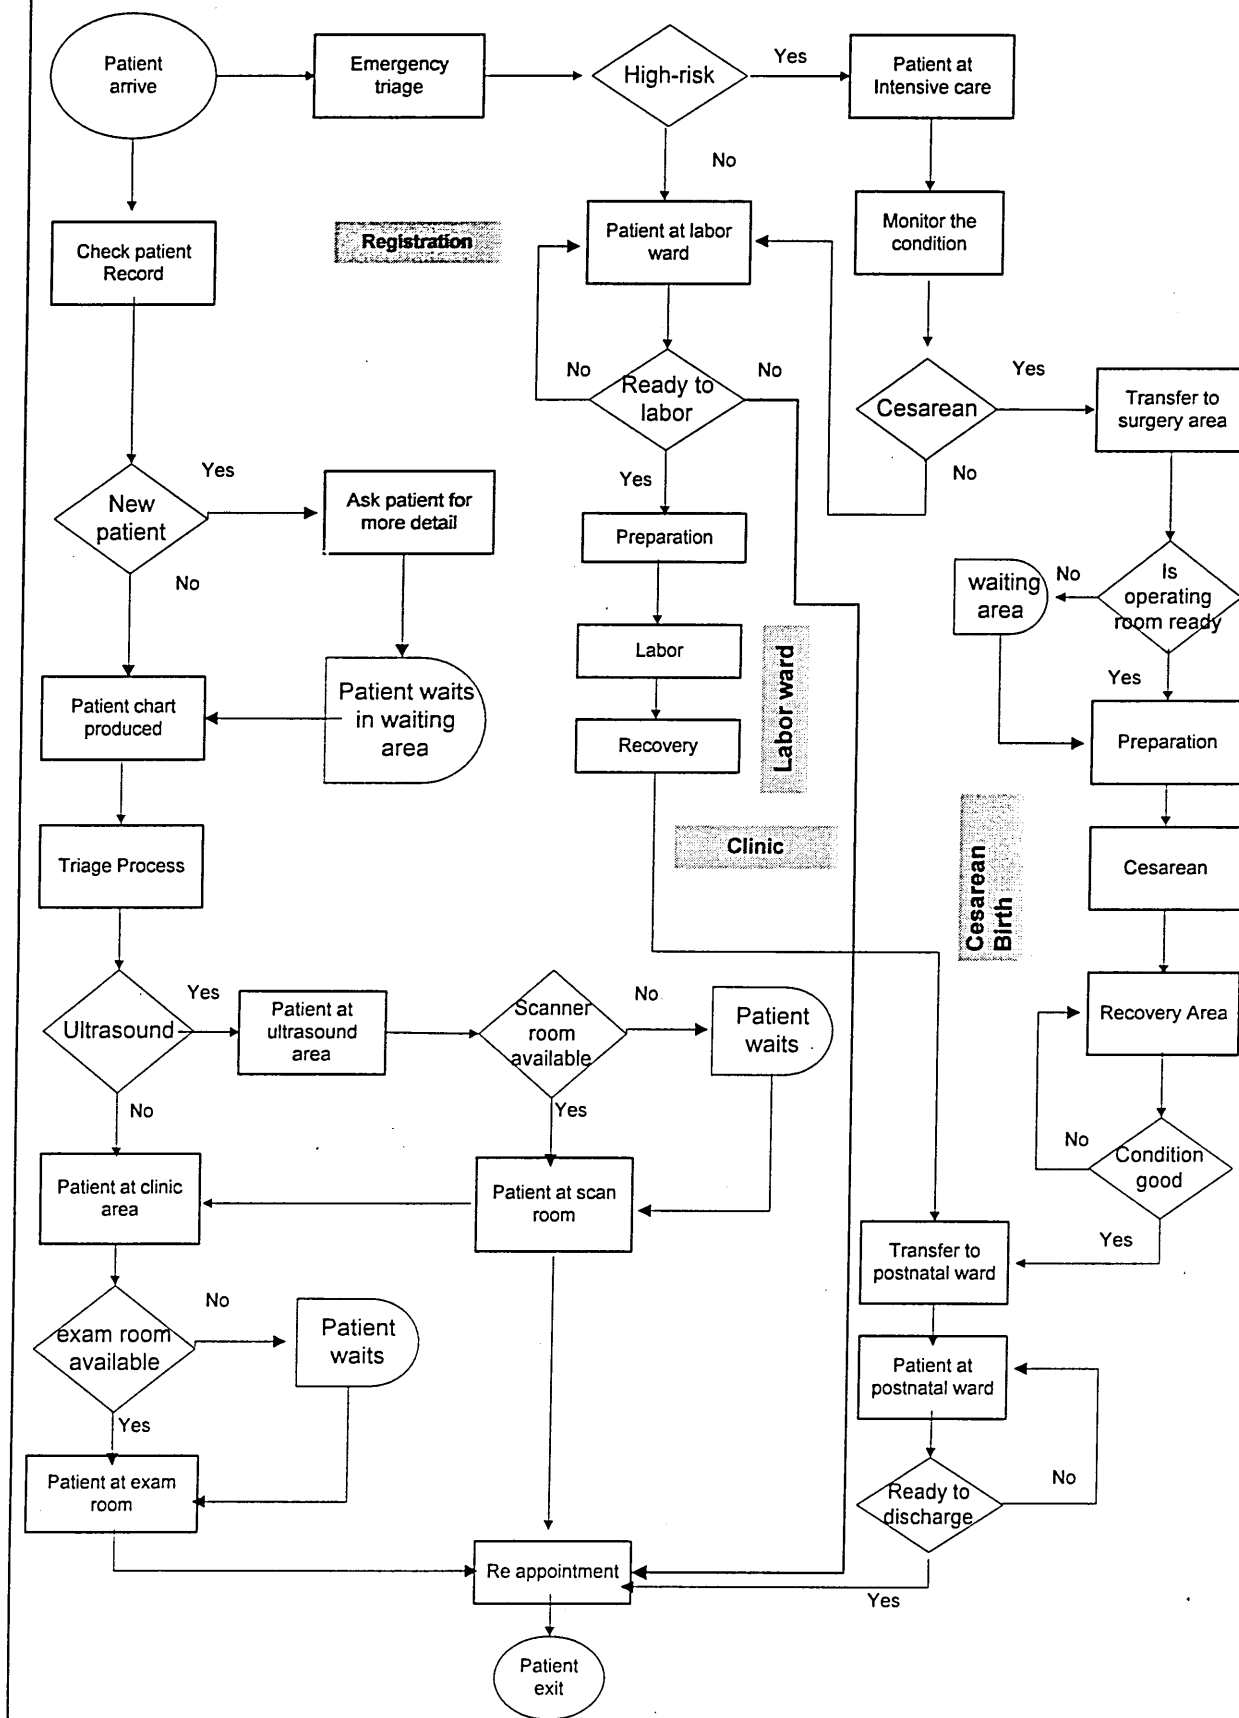 Patient
arrive
Emergency
triage
High-risk
Yes
Patient at
Intensive care
No
Check patient
Record
Registration
Patient at labor
ward
Monitor the
condition
No
Ready to
labor
No
Cesarean
Yes
Transfer to
surgery area
No
Yes
New
patient
Yes
Ask patient for
more detail
No
Preparation
waiting
area
No
Is
operating
room ready
Yes
Labor
Labor ward
Patient chart
produced
Patient waits
in waiting
area
Recovery
Preparation
Triage Process
Clinic
Cesarean
Birth
Cesarean
Ultrasound
Yes
Patient at
ultrasound
area
Scanner
room
available
No
Patient
waits
Recovery Area
No
Yes
No
Condition
good
Yes
Patient at clinic
area
Patient at scan
room
Transfer to
postnatal ward
exam room
available
No
Patient
waits
Patient at
postnatal ward
Yes
Patient at exam
room
Ready to
discharge
No
Re appointment
Yes
Patient
exit